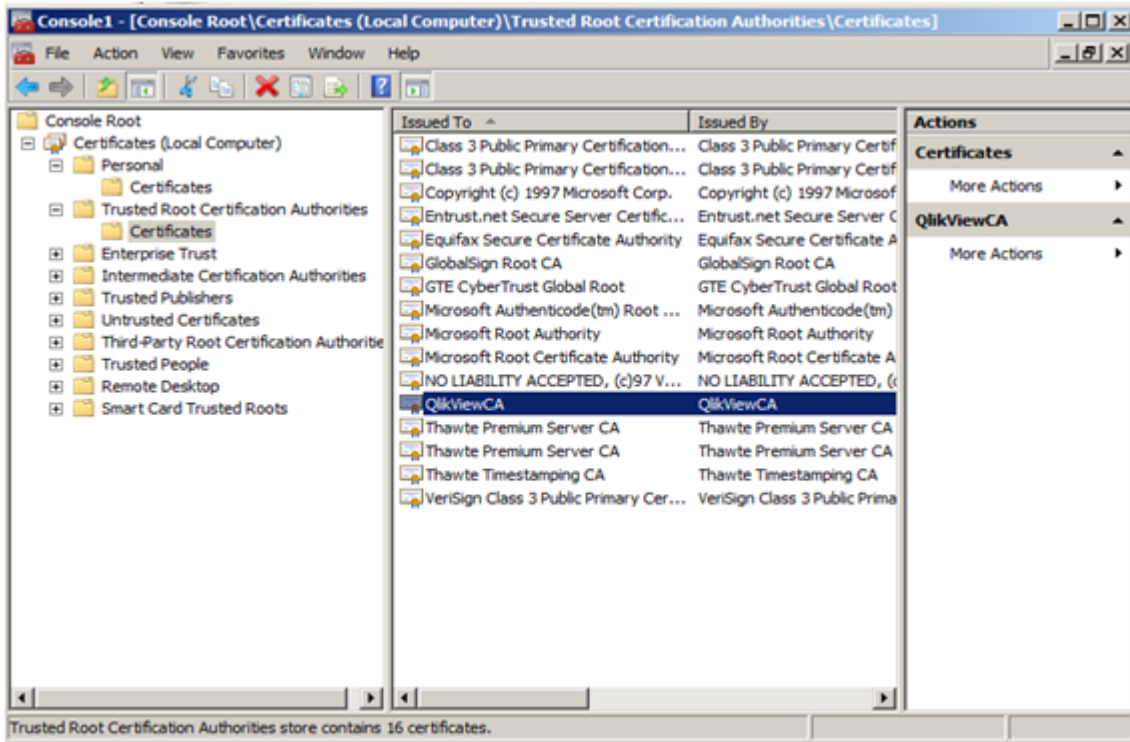 Console1 - [Console Root\Certificates (Local Computer)\Trusted Root Certification Authorities\Certificates]
File Action View Favorites Window Help
Console Root
Certificates (Local Computer)
Personal
Certificates
Trusted Root Certification Authorities
Certificates
Enterprise Trust
Intermediate Certification Authorities
Trusted Publishers
Untrusted Certificates
Third-Party Root Certification Authoritie
Trusted People
Remote Desktop
Smart Card Trusted Roots
Issued To Issued By
Class 3 Public Primary Certification... Class 3 Public Primary Certif
Class 3 Public Primary Certification... Class 3 Public Primary Certif
Copyright (c) 1997 Microsoft Corp. Copyright (c) 1997 Microsof
Entrust.net Secure Server Certific... Entrust.net Secure Server C
Equifax Secure Certificate Authority Equifax Secure Certificate A
GlobalSign Root CA GlobalSign Root CA
GTE CyberTrust Global Root GTE CyberTrust Global Root
Microsoft Authenticode(tm) Root ... Microsoft Authenticode(tm)
Microsoft Root Authority Microsoft Root Authority
Microsoft Root Certificate Authority Microsoft Root Certificate A
NO LIABILITY ACCEPTED, (c)97 V... NO LIABILITY ACCEPTED, (c
QlikViewCA QlikViewCA
Thawte Premium Server CA Thawte Premium Server CA
Thawte Premium Server CA Thawte Premium Server CA
Thawte Timestamping CA Thawte Timestamping CA
VeriSign Class 3 Public Primary Cer... VeriSign Class 3 Public Prima
Actions
Certificates
More Actions
QlikViewCA
More Actions
Trusted Root Certification Authorities store contains 16 certificates.